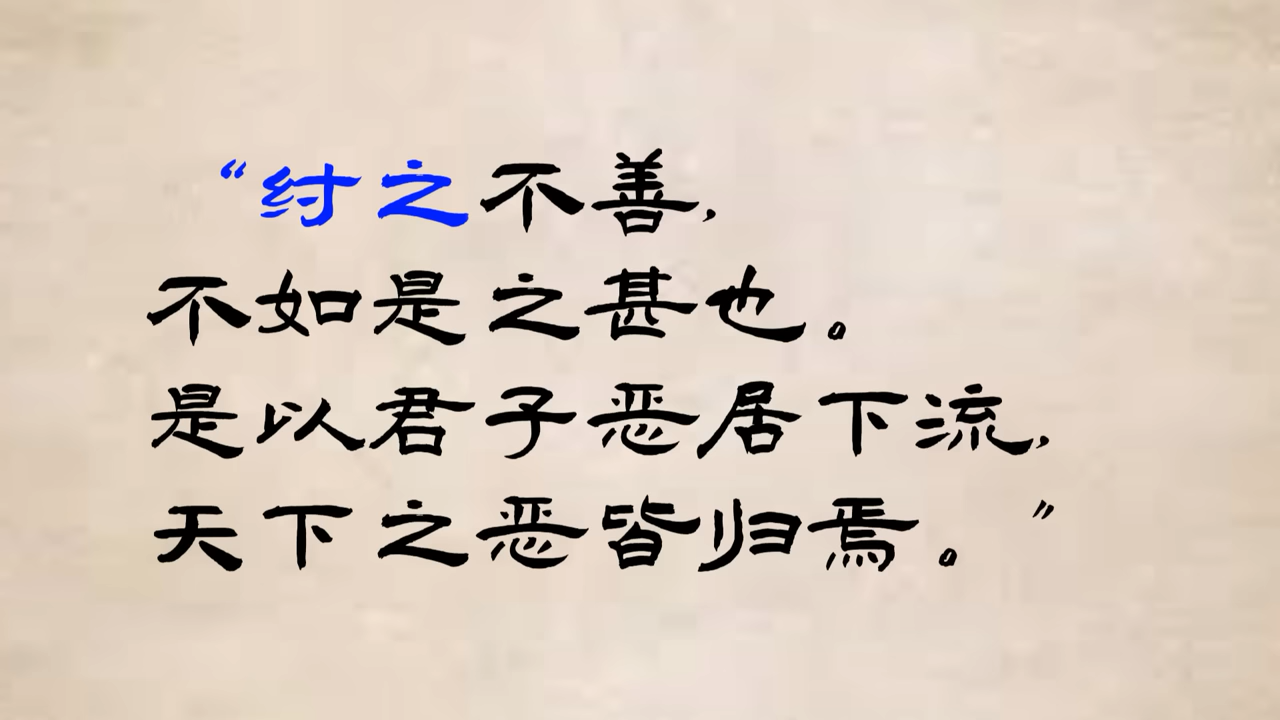 “纣之不善,
不如是之甚也。
是以君子恶居下流,
天下之恶皆归焉。”